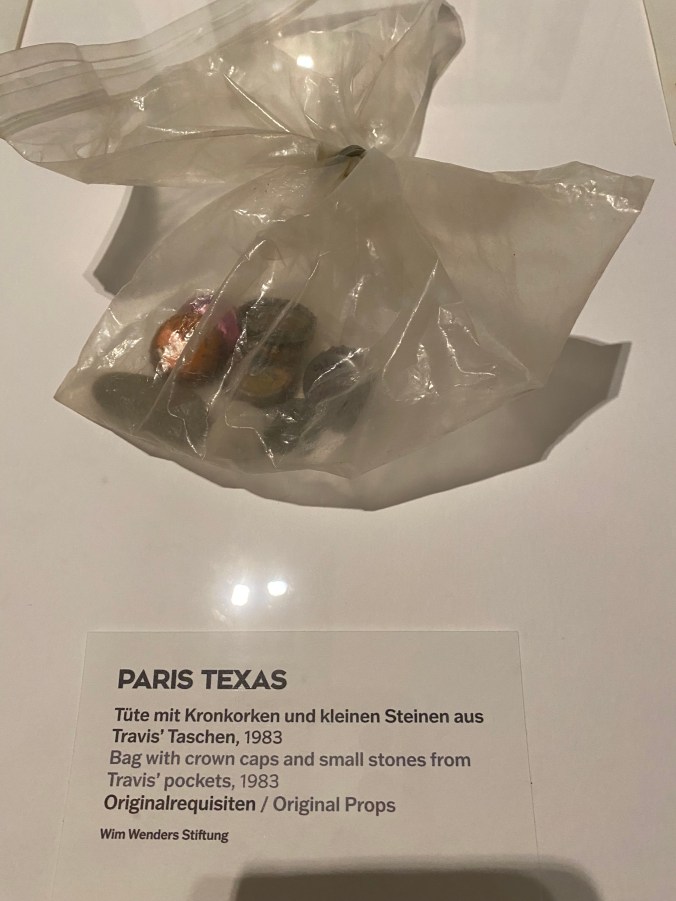 PARIS TEXAS
Tüte mit Kronkorken und kleinen Steinen aus
Travis’ Taschen, 1983
Bag with crown caps and small stones from
Travis’ pockets, 1983
Originalrequisiten / Original Props
Wim Wenders Stiftung